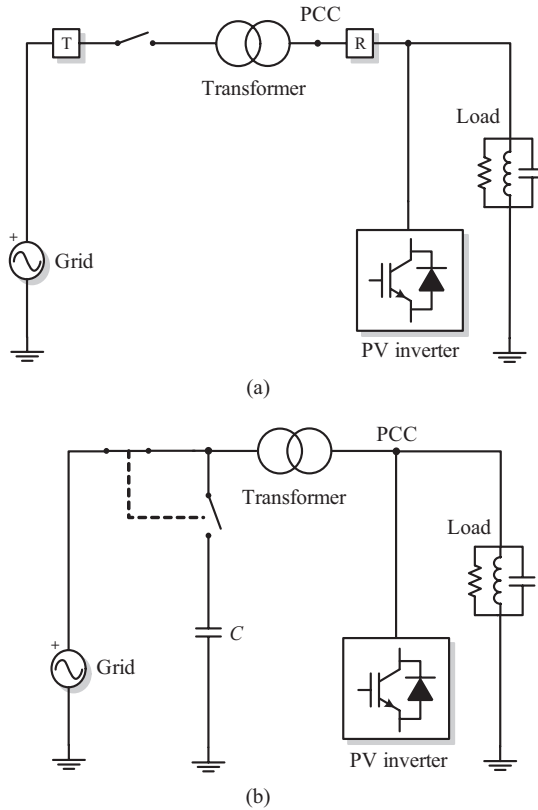 PCC
T
R
Transformer
Load
+
Grid
PV inverter
(a)
PCC
Transformer
Load
C
+
Grid
PV inverter
(b)